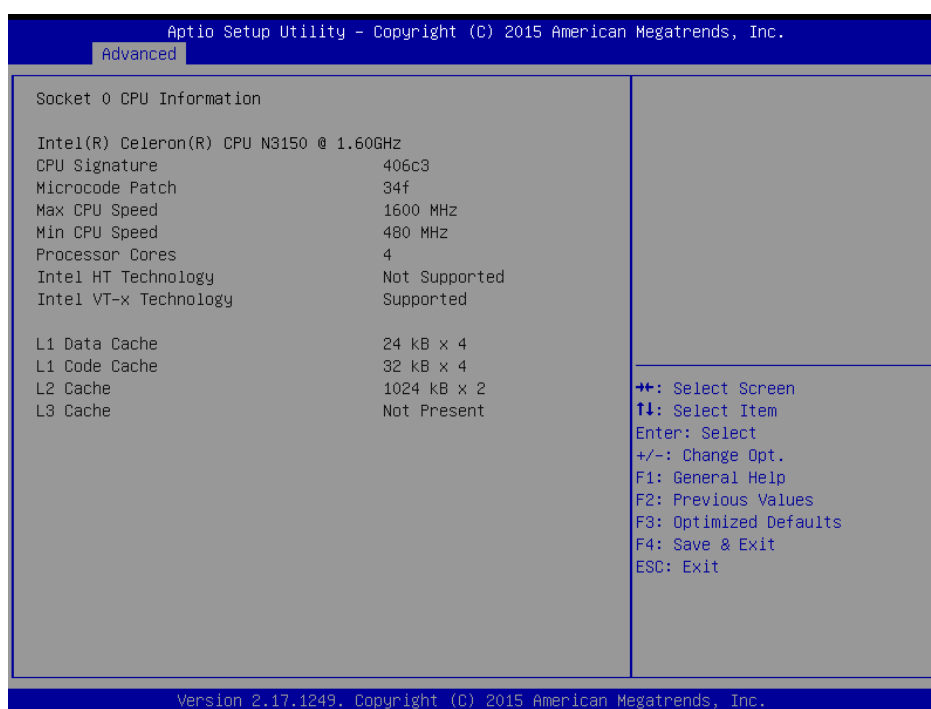 Aptio Setup Utility – Copyright (C) 2015 American Megatrends, Inc.
Advanced
Socket 0 CPU Information
Intel(R) Celeron(R) CPU N3150 @ 1.60GHz
CPU Signature 406c3
Microcode Patch 34f
Max CPU Speed 1600 MHz
Min CPU Speed 480 MHz
Processor Cores 4
Intel HT Technology Not Supported
Intel VT-x Technology Supported
L1 Data Cache 24 kB x 4
L1 Code Cache 32 kB x 4
L2 Cache 1024 kB x 2
L3 Cache Not Present
→←: Select Screen
↑↓: Select Item
Enter: Select
+/-: Change Opt.
F1: General Help
F2: Previous Values
F3: Optimized Defaults
F4: Save & Exit
ESC: Exit
Version 2.17.1249. Copyright (C) 2015 American Megatrends, Inc.